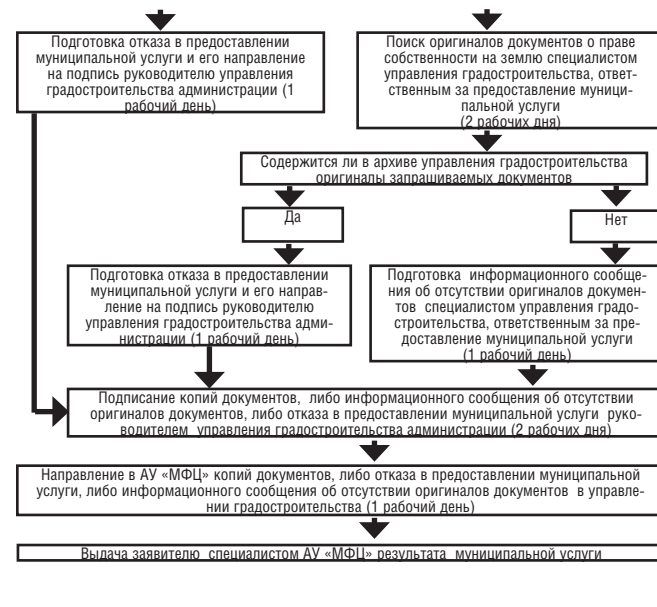 Подготовка отказа в предоставлении
муниципальной услуги и его направление
на подпись руководителю управления
градостроительства администрации (1
рабочий день)
Поиск оригиналов документов о праве
собственности на землю специалистом
управления градостроительства, ответ-
ственным за предоставление муници-
пальной услуги
(2 рабочих дня)
Содержится ли в архиве управления градостроительства
оригиналы запрашиваемых документов
Да
Нет
Подготовка отказа в предоставлении
муниципальной услуги и его направ-
ление на подпись руководителю
управления градостроительства адми-
нистрации (1 рабочий день)
Подготовка информационного сообще-
ния об отсутствии оригиналов докумен-
тов специалистом управления градо-
строительства, ответственным за пре-
доставление муниципальной услуги
(1 рабочий день)
Подписание копий документов, либо информационного сообщения об отсутствии
оригиналов документов, либо отказа в предоставлении муниципальной услуги руко-
водителем управления градостроительства администрации (2 рабочих дня)
Направление в АУ «МФЦ» копий документов, либо отказа в предоставлении муниципальной
услуги, либо информационного сообщения об отсутствии оригиналов документов в управле-
нии градостроительства (1 рабочий день)
Выдача заявителю специалистом АУ «МФЦ» результата муниципальной услуги